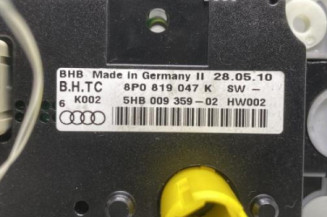 BHB Made in Germany II 28.05.10
B.H.TC 8P0 819 047 K SW -
6 K002 5HB 009 359-02 HW002